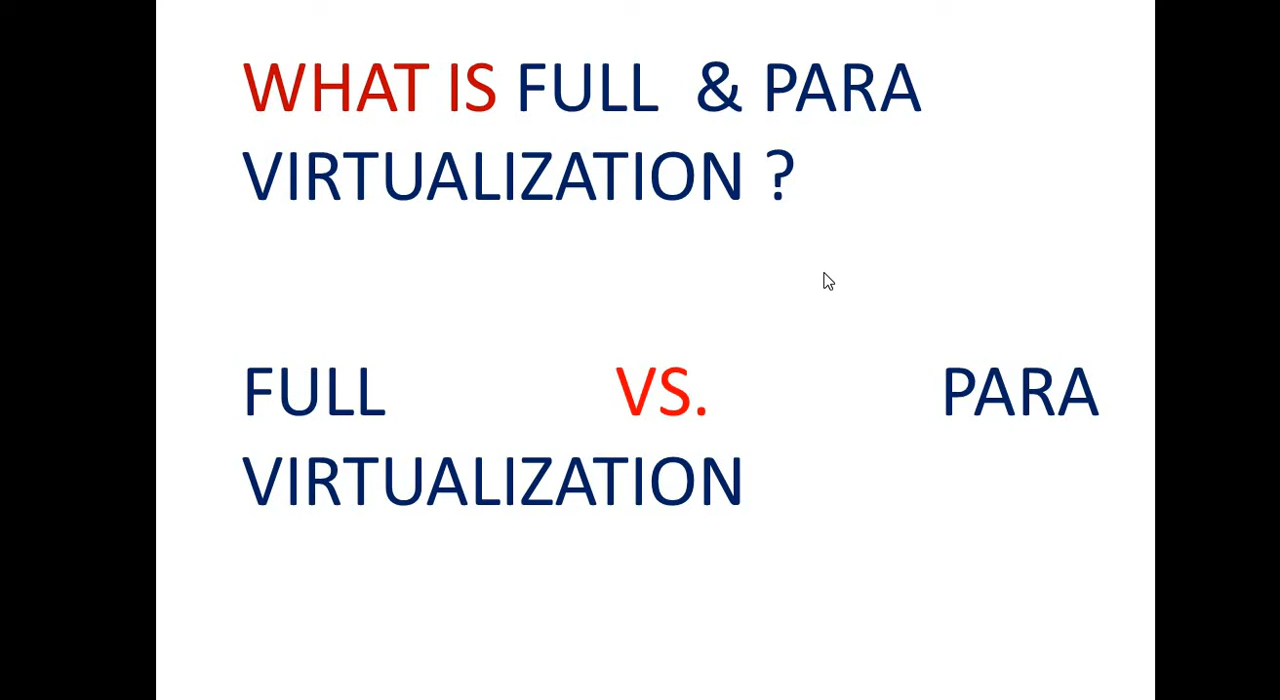 WHAT IS FULL & PARA
VIRTUALIZATION ?
FULL VS. PARA
VIRTUALIZATION